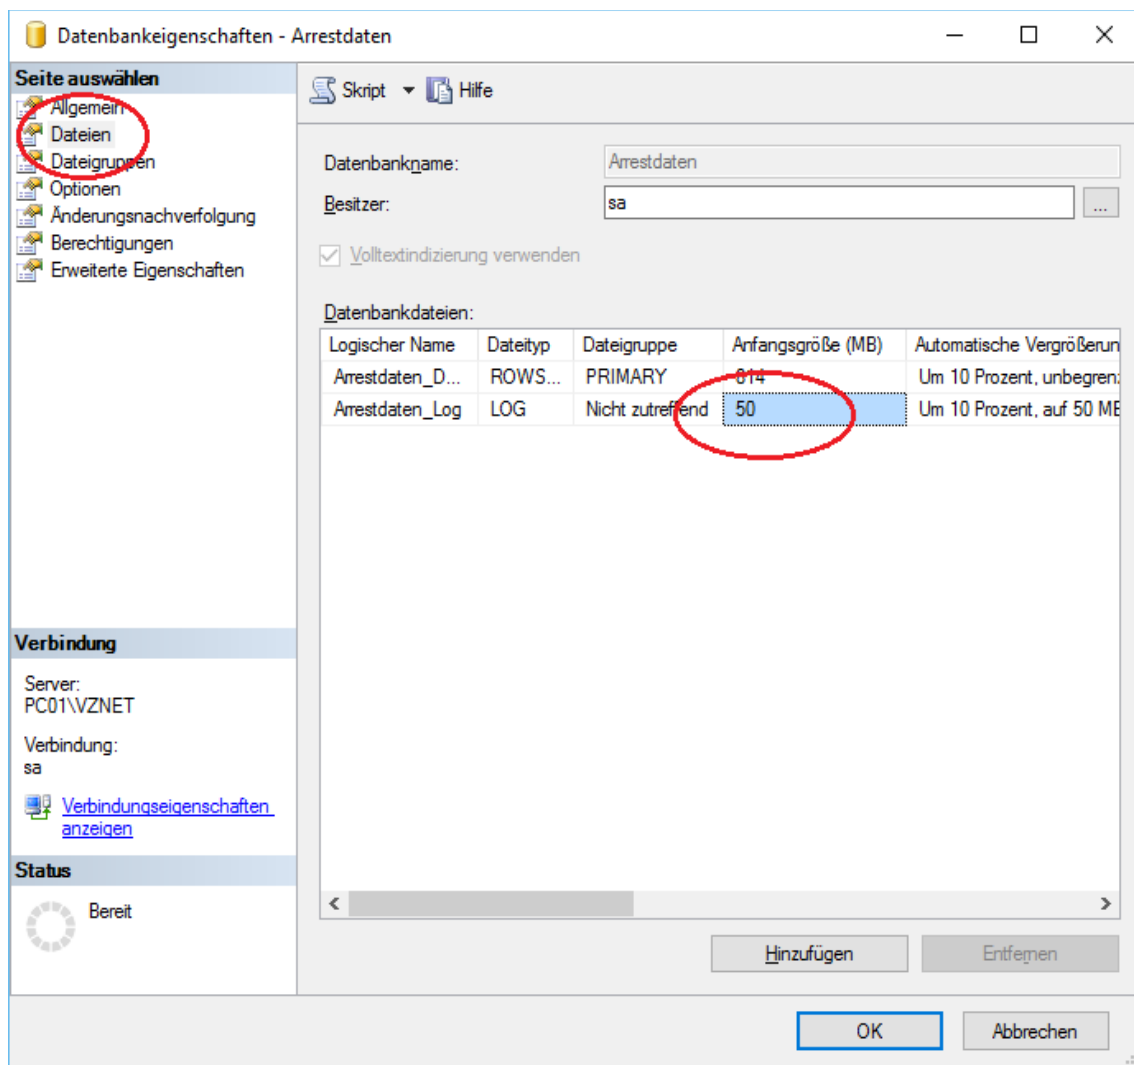 Datenbankeigenschaften - Arrestdaten
Seite auswählen
Allgemein
Dateien
Dateigruppen
Optionen
Änderungsnachverfolgung
Berechtigungen
Erweiterte Eigenschaften
Skript Hilfe
Datenbankname: Arrestdaten
Besitzer: sa ...
Volltextindizierung verwenden
Datenbankdateien:
Logischer Name Dateityp Dateigruppe Anfangsgröße (MB) Automatische Vergrößerun
Arrestdaten_D... ROWS... PRIMARY 814 Um 10 Prozent, unbegrenz
Arrestdaten_Log LOG Nicht zutreffend 50 Um 10 Prozent, auf 50 MB
Verbindung
Server:
PC01\VZNET
Verbindung:
sa
Verbindungseigenschaften
anzeigen
Status
Bereit
Hinzufügen Entfernen
OK Abbrechen